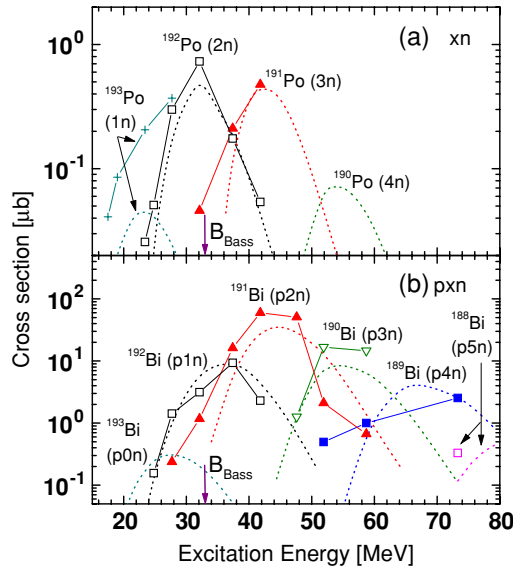 (a) xn
¹⁹²Po (2n)
¹⁹³Po
(1n)
¹⁹¹Po (3n)
¹⁹⁰Po (4n)
B_Bass
10⁰
10⁻¹
Cross section [μb]
(b) pxn
¹⁹¹Bi (p2n)
¹⁹⁰Bi (p3n)
¹⁸⁸Bi
(p5n)
¹⁹²Bi (p1n)
¹⁸⁹Bi (p4n)
¹⁹³Bi
(p0n)
B_Bass
10²
10¹
10⁰
10⁻¹
20 30 40 50 60 70 80
Excitation Energy [MeV]